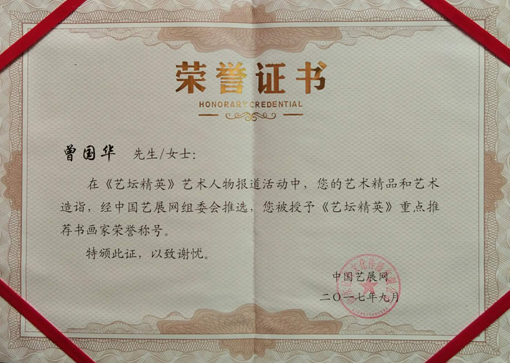 荣誉证书
HONORARY CREDENTIAL
曾国华 先生/女士:
在《艺坛精英》艺术人物报道活动中,您的艺术精品和艺术
造诣,经中国艺展网组委会推选,您被授予《艺坛精英》重点推
荐书画家荣誉称号。
特颁此证,以致谢忱。
中国艺展网
二〇一七年九月